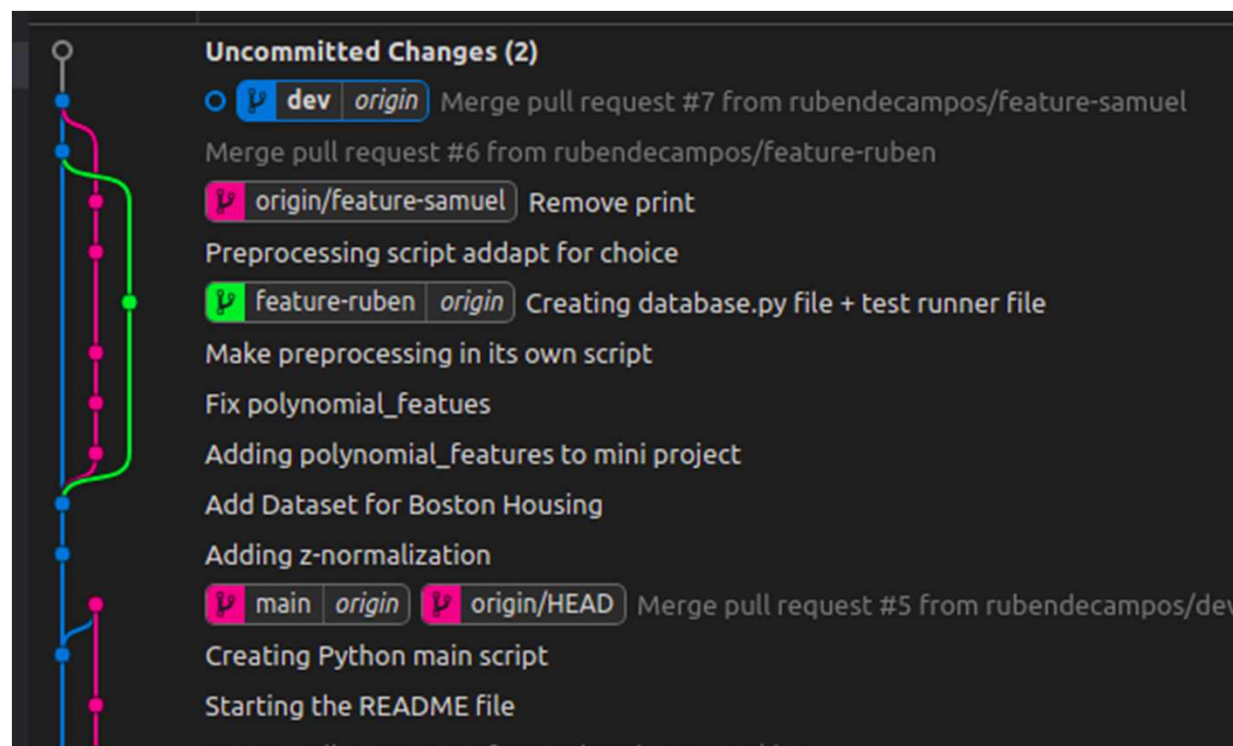 Uncommitted Changes (2)
dev origin Merge pull request #7 from rubendecampos/feature-samuel
Merge pull request #6 from rubendecampos/feature-ruben
origin/feature-samuel Remove print
Preprocessing script addapt for choice
feature-ruben origin Creating database.py file + test runner file
Make preprocessing in its own script
Fix polynomial_featues
Adding polynomial_features to mini project
Add Dataset for Boston Housing
Adding z-normalization
main origin origin/HEAD Merge pull request #5 from rubendecampos/dev
Creating Python main script
Starting the README file